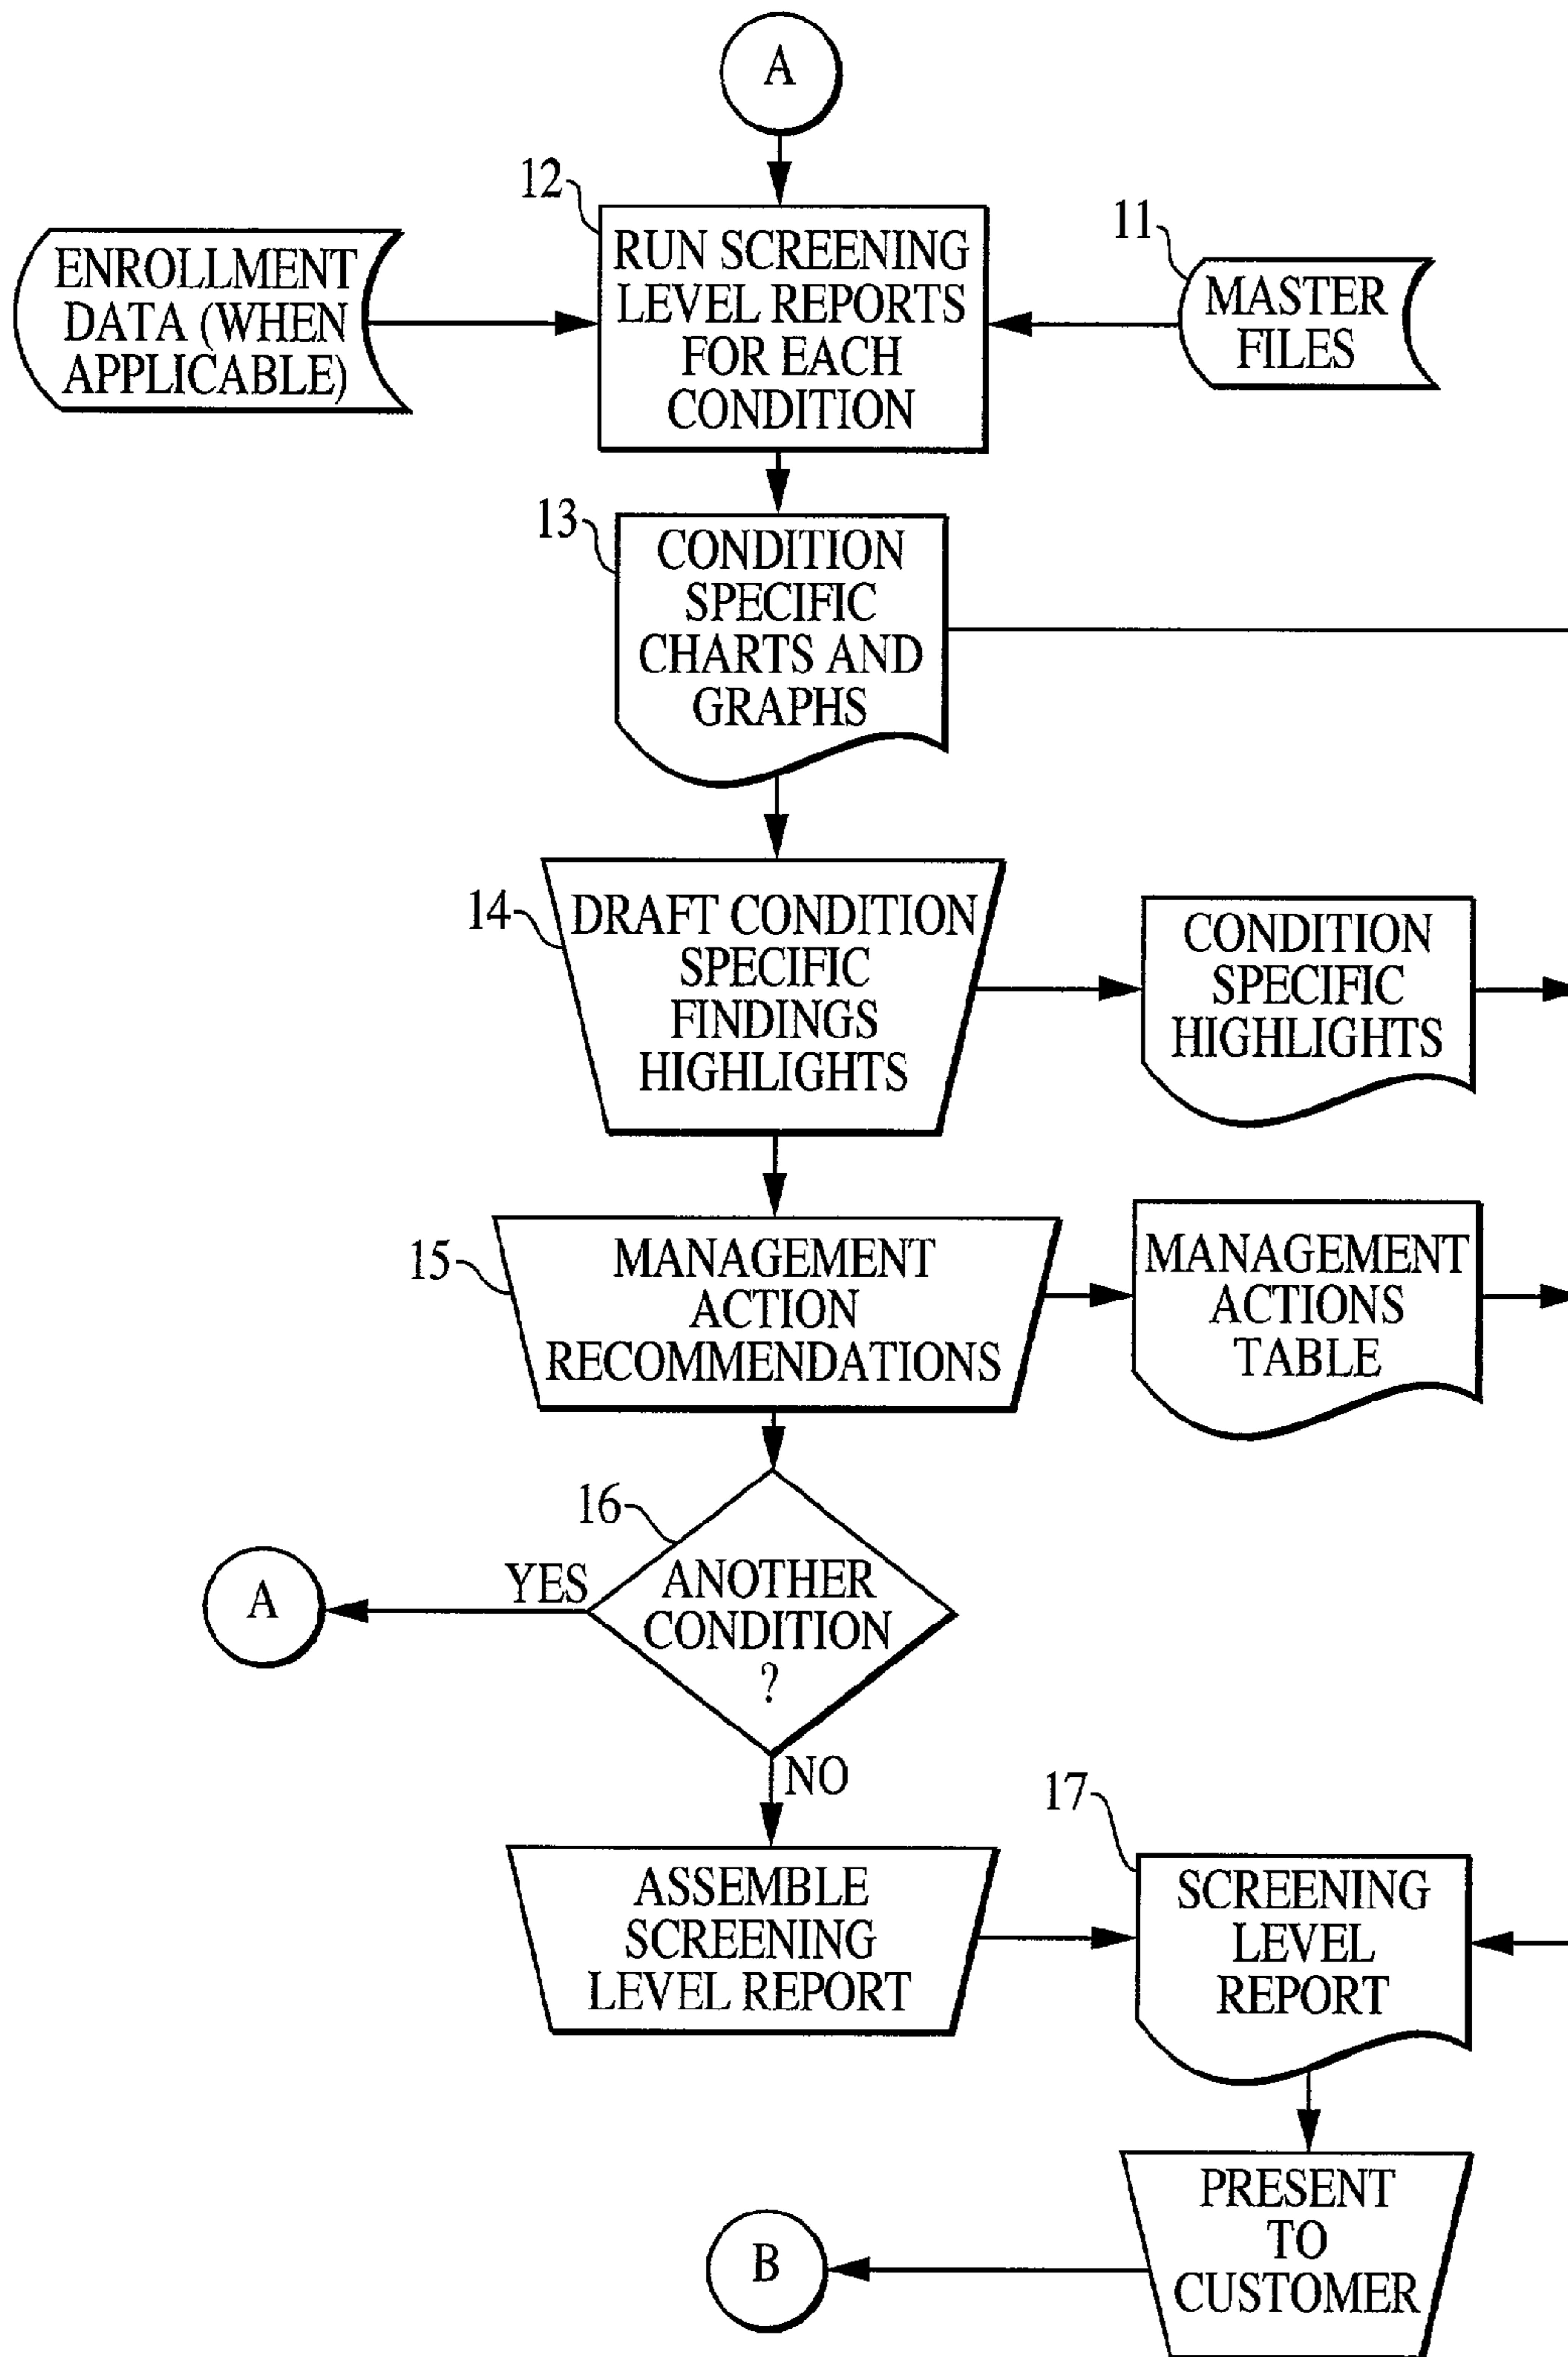 A
12
ENROLLMENT
DATA (WHEN
APPLICABLE)
RUN SCREENING
LEVEL REPORTS
FOR EACH
CONDITION
11
MASTER
FILES
13
CONDITION
SPECIFIC
CHARTS AND
GRAPHS
14
DRAFT CONDITION
SPECIFIC
FINDINGS
HIGHLIGHTS
CONDITION
SPECIFIC
HIGHLIGHTS
15
MANAGEMENT
ACTION
RECOMMENDATIONS
MANAGEMENT
ACTIONS
TABLE
16
A
YES
ANOTHER
CONDITION
?
NO
ASSEMBLE
SCREENING
LEVEL REPORT
17
SCREENING
LEVEL
REPORT
B
PRESENT
TO
CUSTOMER